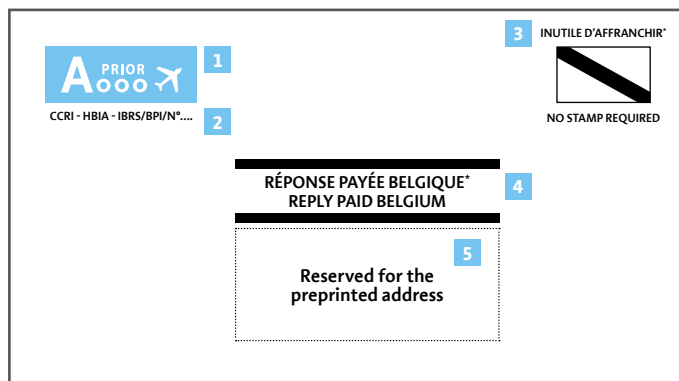 3
INUTILE D'AFFRANCHIR*
A PRIOR
1
CCRI - HBIA - IBRS/BPI/N°....
2
NO STAMP REQUIRED
RÉPONSE PAYÉE BELGIQUE*
REPLY PAID BELGIUM
4
5
Reserved for the
preprinted address